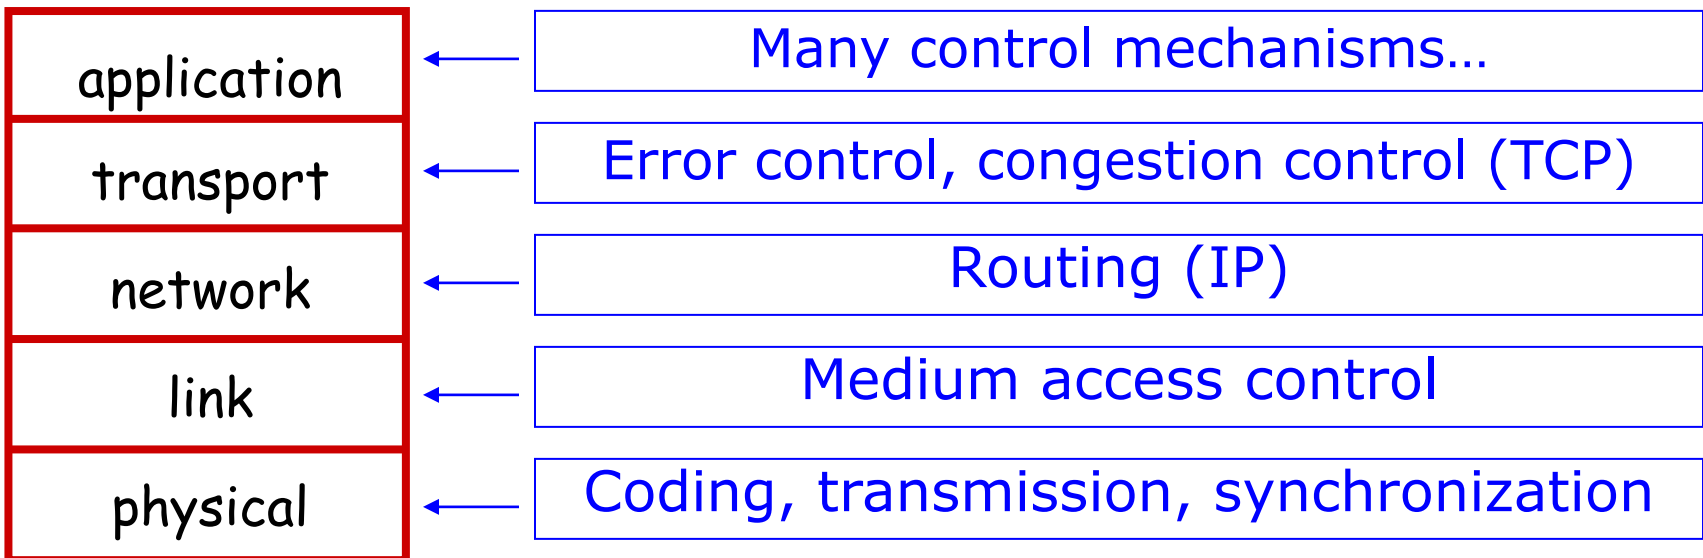 application
Many control mechanisms…
transport
Error control, congestion control (TCP)
network
Routing (IP)
link
Medium access control
physical
Coding, transmission, synchronization